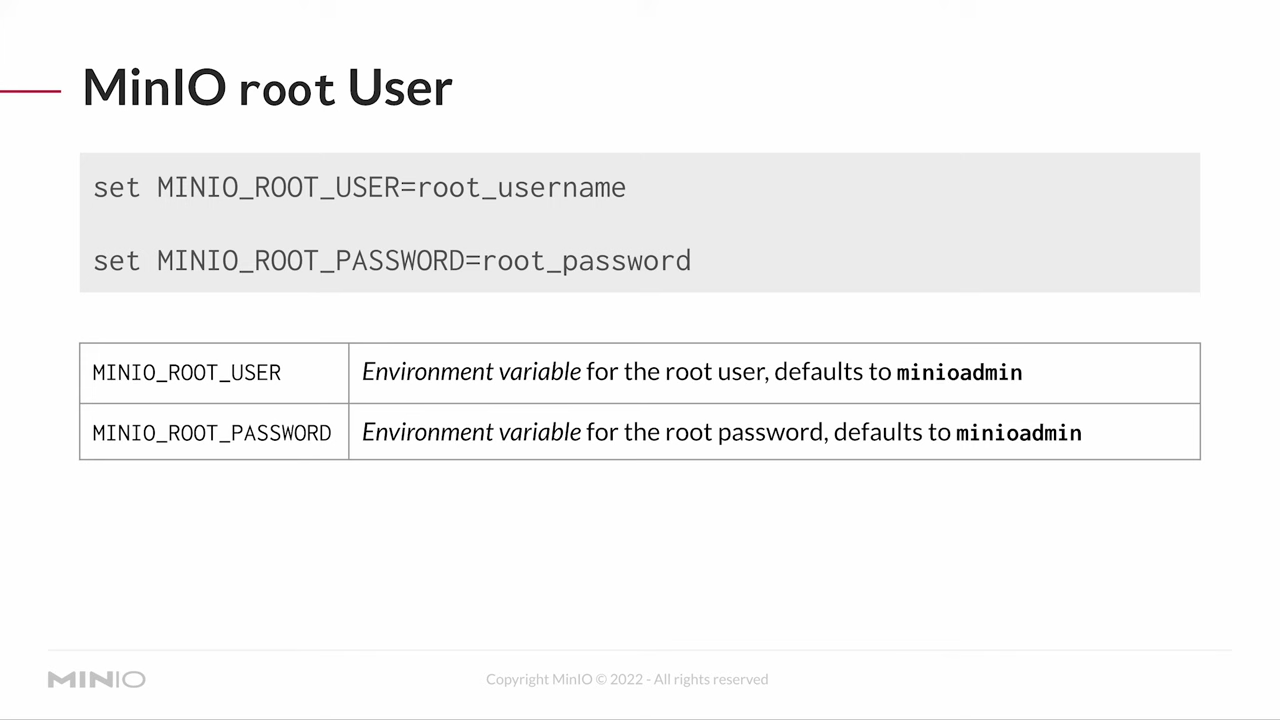 MinIO root User
set MINIO_ROOT_USER=root_username
set MINIO_ROOT_PASSWORD=root_password
MINIO_ROOT_USER Environment variable for the root user, defaults to minioadmin
MINIO_ROOT_PASSWORD Environment variable for the root password, defaults to minioadmin
MINIO Copyright MinIO © 2022 - All rights reserved